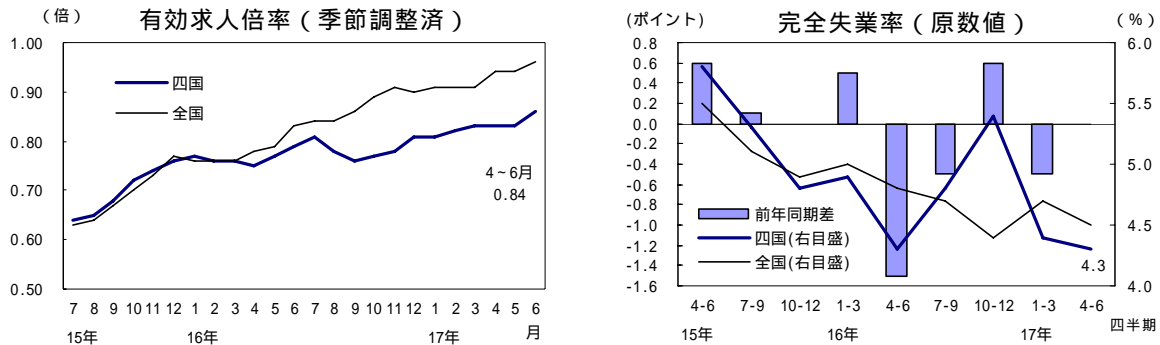 （倍）
有効求人倍率（季節調整済）
1.00
0.90
0.80
0.70
0.60
0.50
四国
全国
4～6月
0.84
7 8 9 10 11 12 1 2 3 4 5 6 7 8 9 10 11 12 1 2 3 4 5 6
15年 16年 17年 月
(ポイント)
完全失業率（原数値）
（%）
0.8
0.6
0.4
0.2
0.0
-0.2
-0.4
-0.6
-0.8
-1.0
-1.2
-1.4
-1.6
6.0
5.5
5.0
4.5
4.0
前年同期差
四国(右目盛)
全国(右目盛)
4.3
4-6 7-9 10-12 1-3 4-6 7-9 10-12 1-3 4-6
15年 16年 17年 四半期